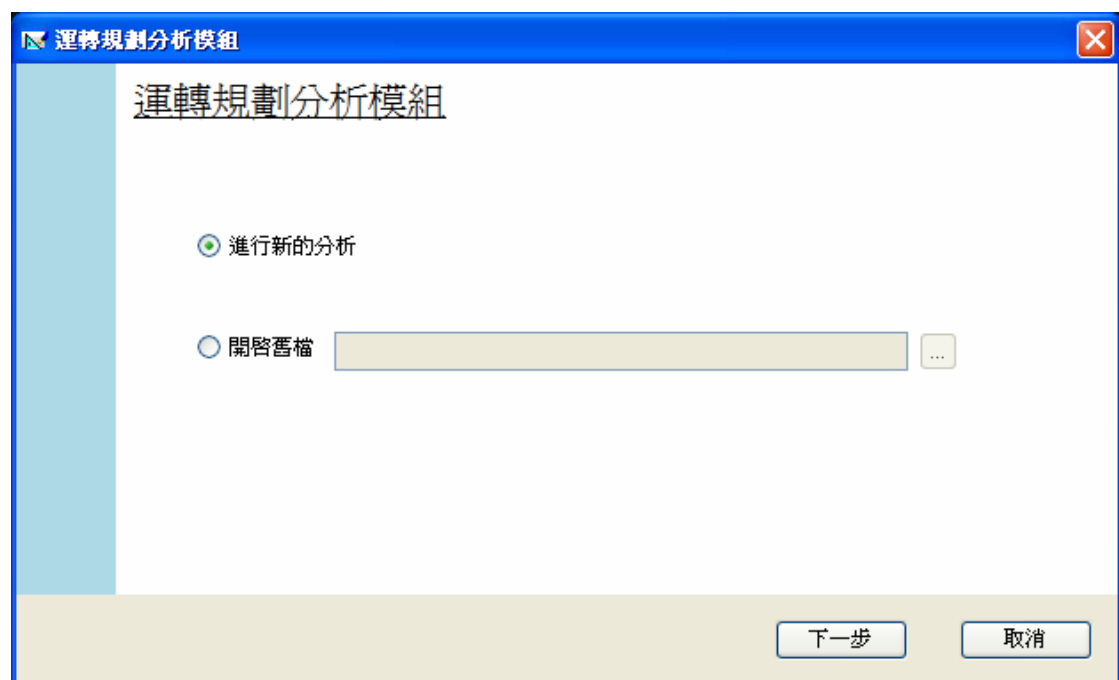 運轉規劃分析模組
運轉規劃分析模組
進行新的分析
開啓舊檔
...
下一步 取消